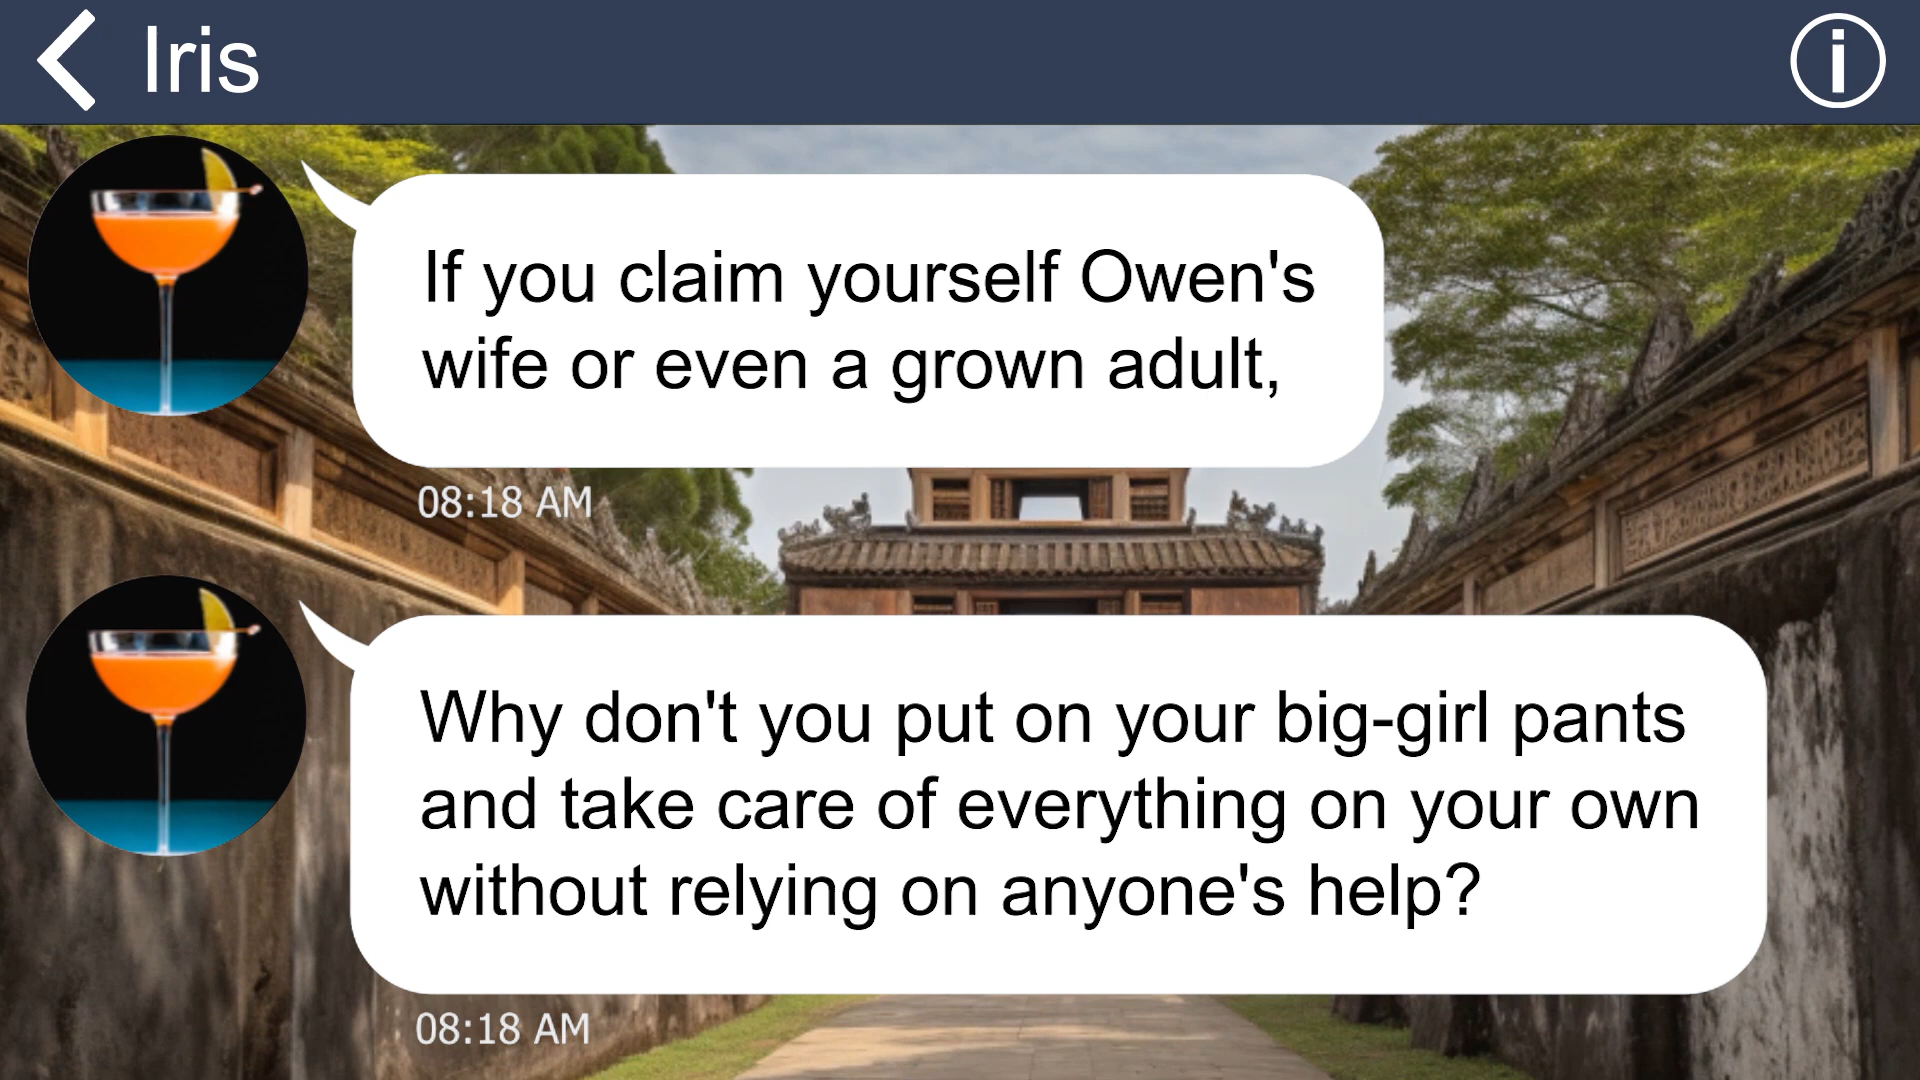 Iris
If you claim yourself Owen's
wife or even a grown adult,
08:18 AM
Why don't you put on your big-girl pants
and take care of everything on your own
without relying on anyone's help?
08:18 AM